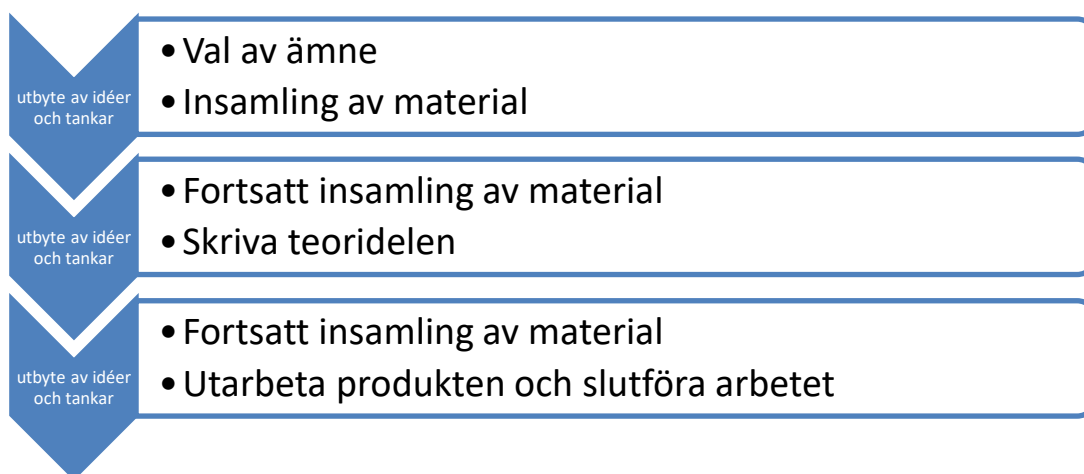 utbyte av idéer
och tankar
• Val av ämne
• Insamling av material
utbyte av idéer
och tankar
• Fortsatt insamling av material
• Skriva teoridelen
utbyte av idéer
och tankar
• Fortsatt insamling av material
• Utarbeta produkten och slutföra arbetet